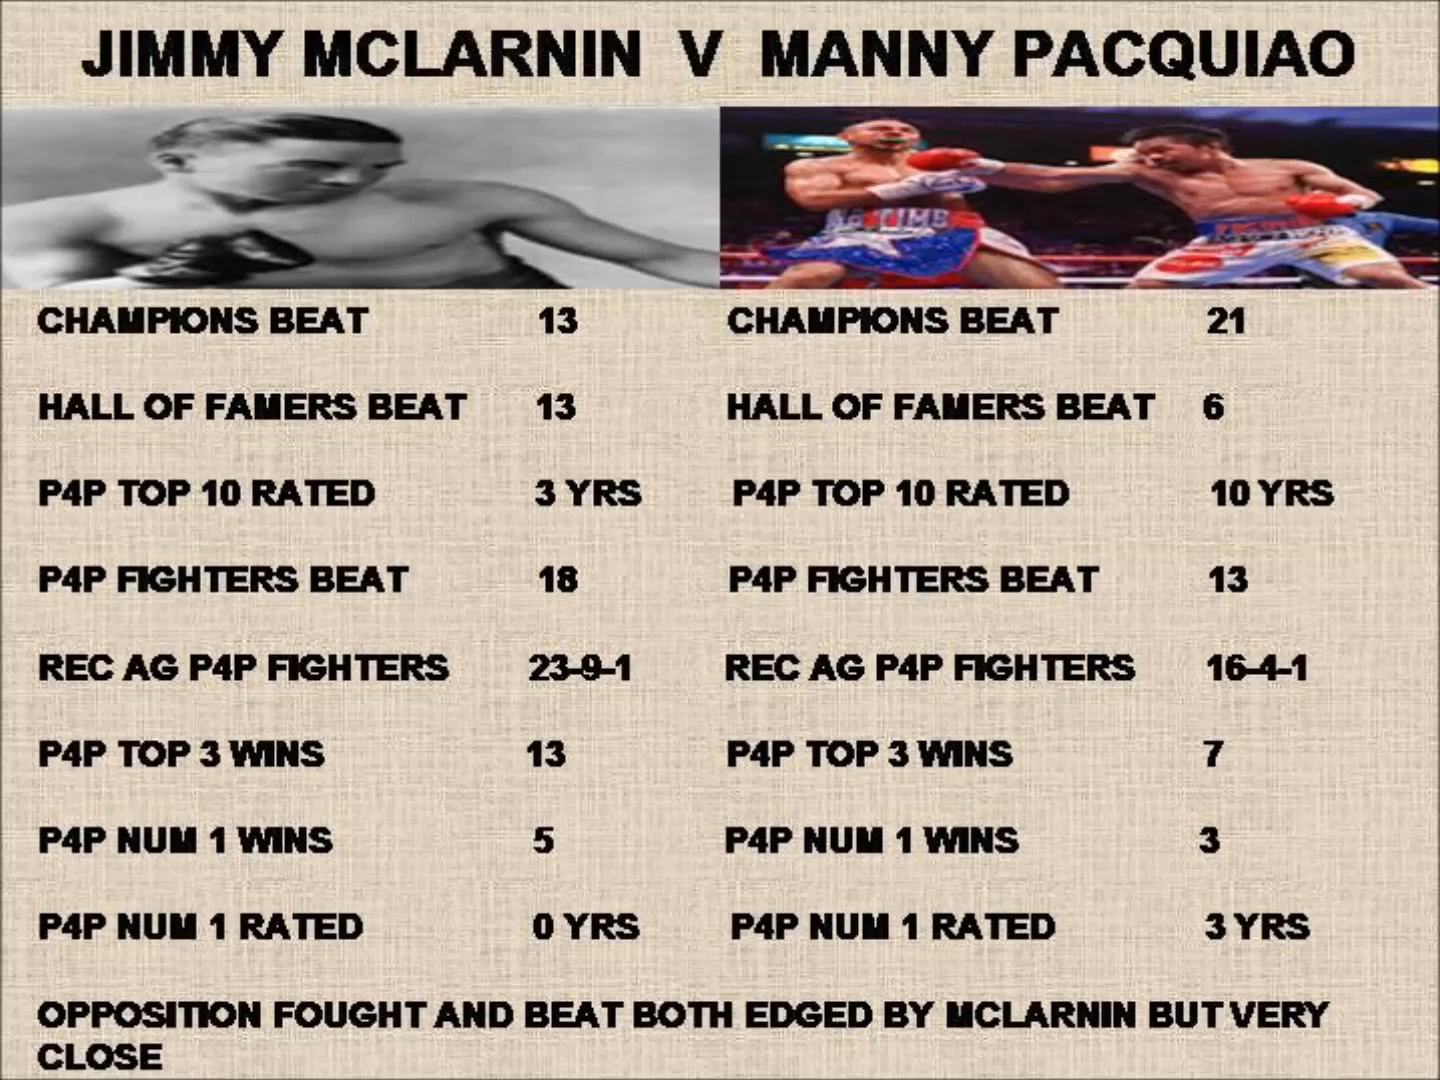 JIMMY MCLARNIN V MANNY PACQUIAO
CHAMPIONS BEAT 13 CHAMPIONS BEAT 21
HALL OF FAMERS BEAT 13 HALL OF FAMERS BEAT 6
P4P TOP 10 RATED 3 YRS P4P TOP 10 RATED 10 YRS
P4P FIGHTERS BEAT 18 P4P FIGHTERS BEAT 13
REC AG P4P FIGHTERS 23-9-1 REC AG P4P FIGHTERS 16-4-1
P4P TOP 3 WINS 13 P4P TOP 3 WINS 7
P4P NUM 1 WINS 5 P4P NUM 1 WINS 3
P4P NUM 1 RATED 0 YRS P4P NUM 1 RATED 3 YRS
OPPOSITION FOUGHT AND BEAT BOTH EDGED BY MCLARNIN BUT VERY
CLOSE